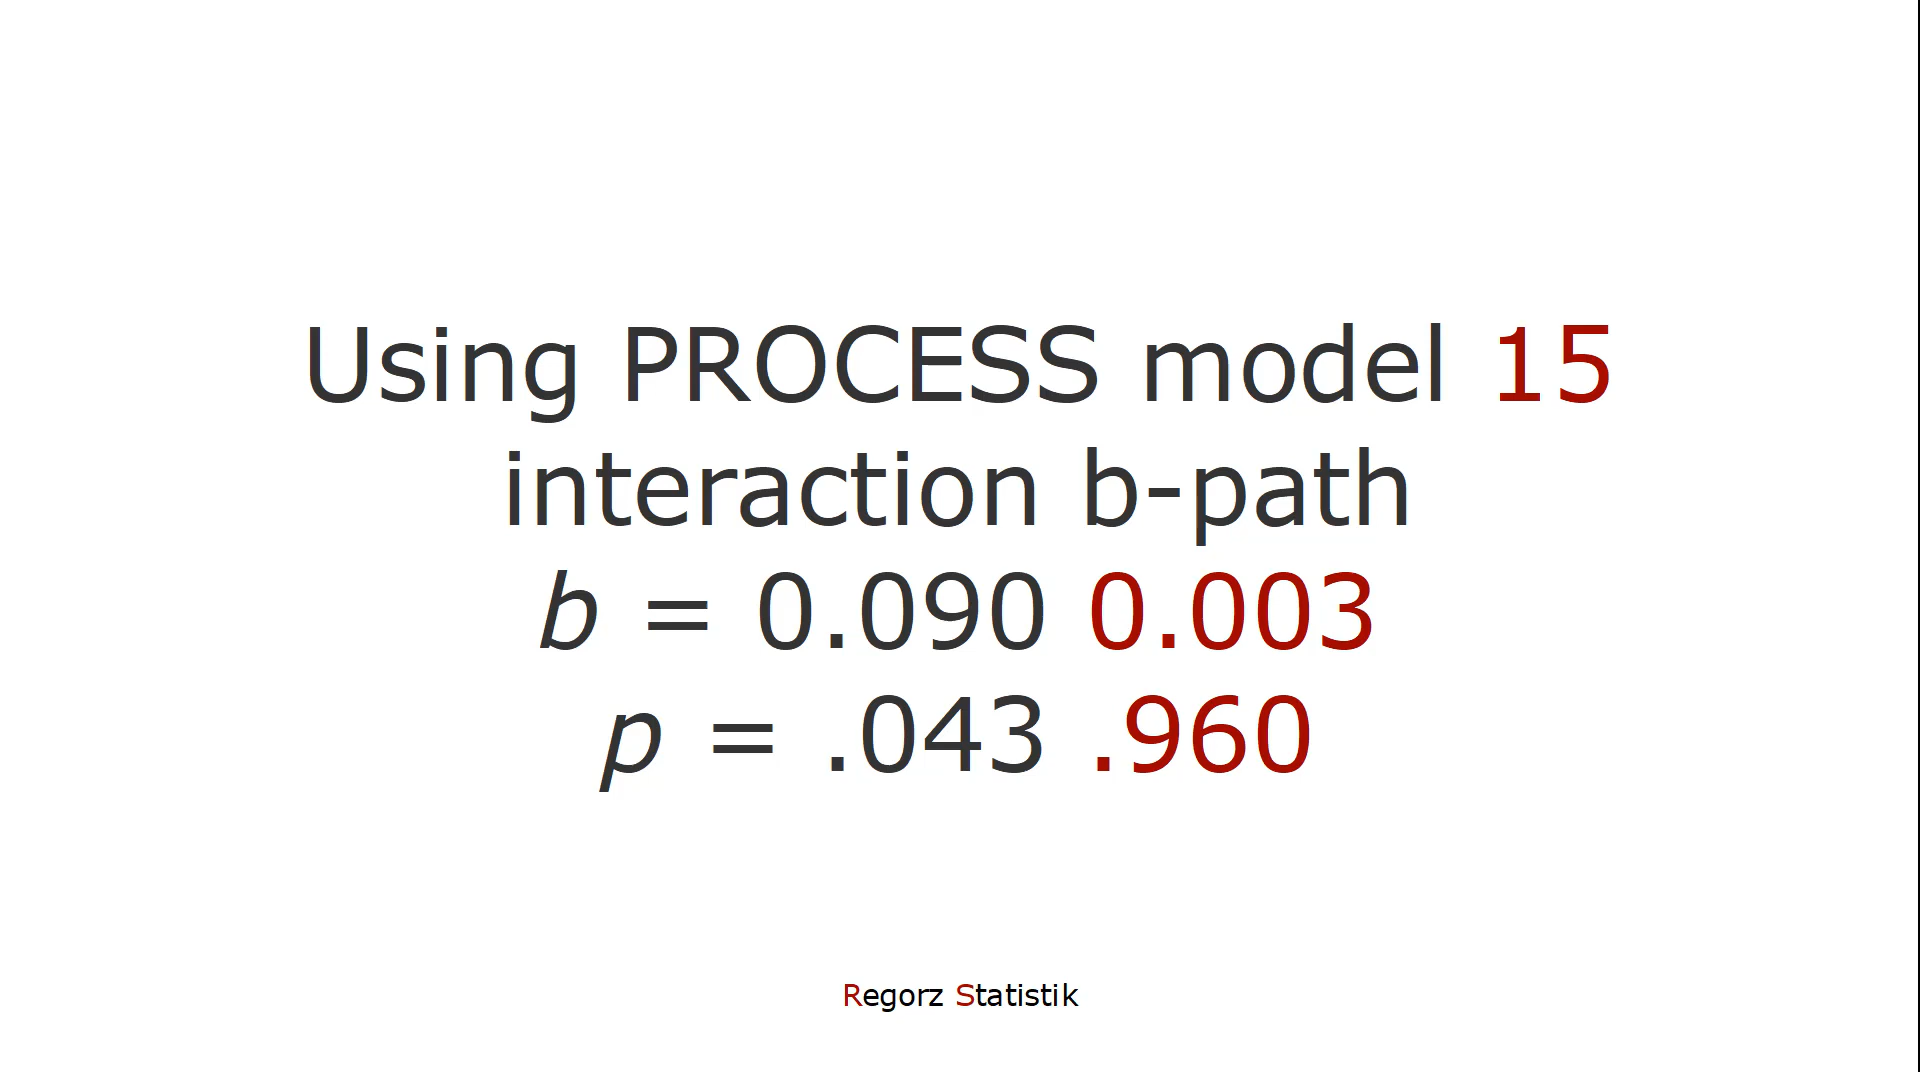 Using PROCESS model 15
interaction b-path
b = 0.090 0.003
p = .043 .960
Regorz Statistik